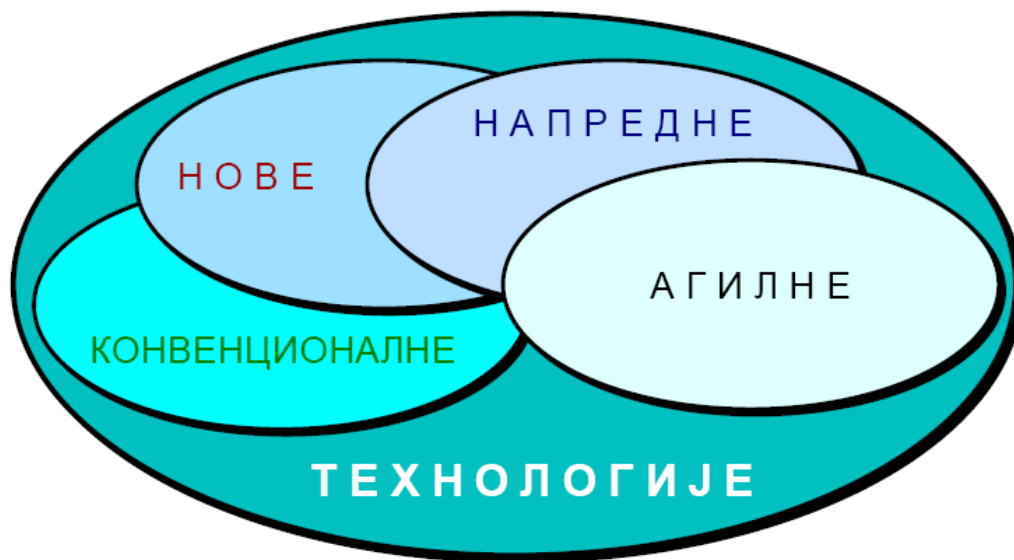 НАПРЕДНЕ
НОВЕ
АГИЛНЕ
КОНВЕНЦИОНАЛНЕ
ТЕХНОЛОГИЈЕ